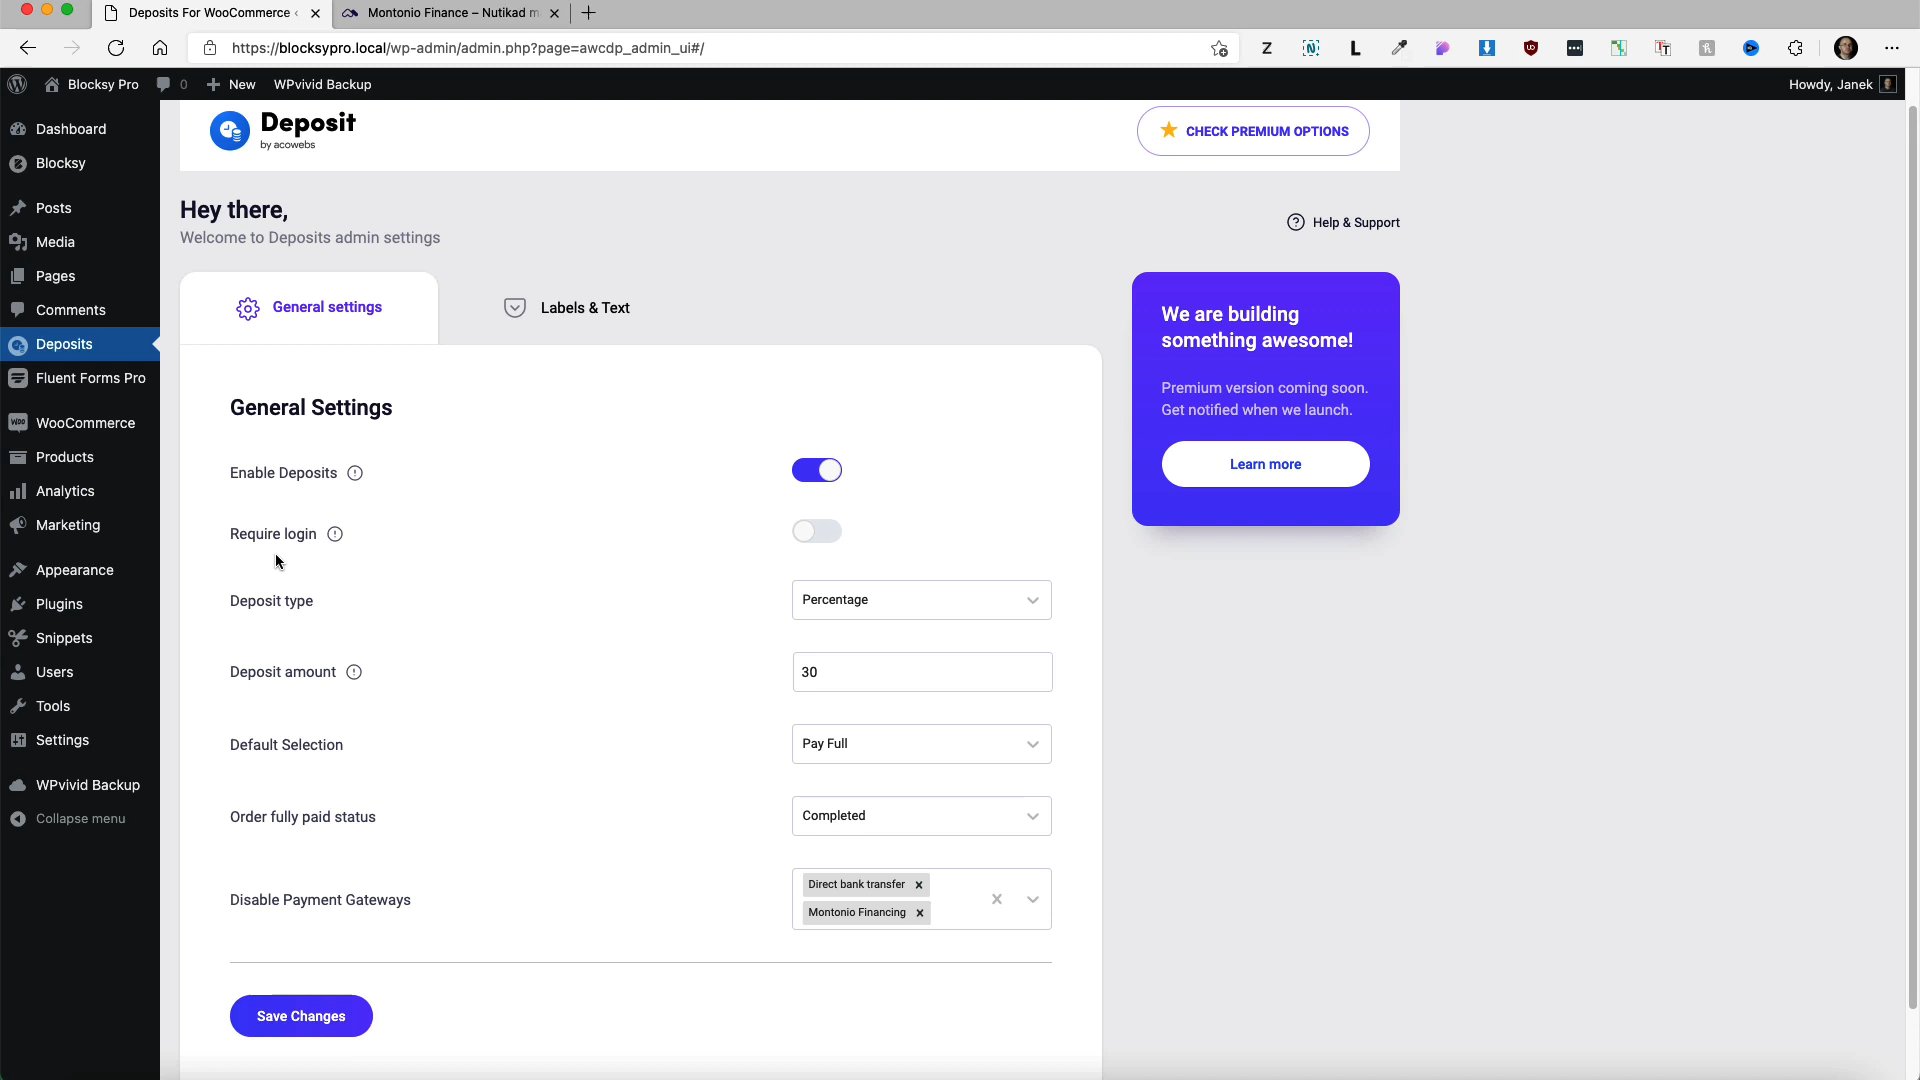 Deposits For WooCommerce ‹
Montonio Finance – Nutikad m
https://blocksypro.local/wp-admin/admin.php?page=awcdp_admin_ui#/
Blocksy Pro
0
New
WPvivid Backup
Howdy, Janek
Dashboard
Blocksy
Posts
Media
Pages
Comments
Deposits
Fluent Forms Pro
WooCommerce
Products
Analytics
Marketing
Appearance
Plugins
Snippets
Users
Tools
Settings
WPvivid Backup
Collapse menu
Deposit
by acowebs
CHECK PREMIUM OPTIONS
Hey there,
Welcome to Deposits admin settings
Help & Support
General settings
Labels & Text
General Settings
Enable Deposits
Require login
Deposit type
Percentage
Deposit amount
30
Default Selection
Pay Full
Order fully paid status
Completed
Disable Payment Gateways
Direct bank transfer
Montonio Financing
Save Changes
We are building
something awesome!
Premium version coming soon.
Get notified when we launch.
Learn more